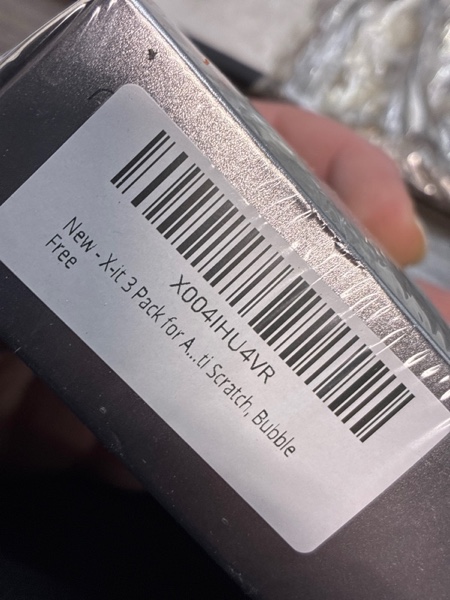 X004IHU4VR
New - X-it 3 Pack for A...ti Scratch, Bubble
Free